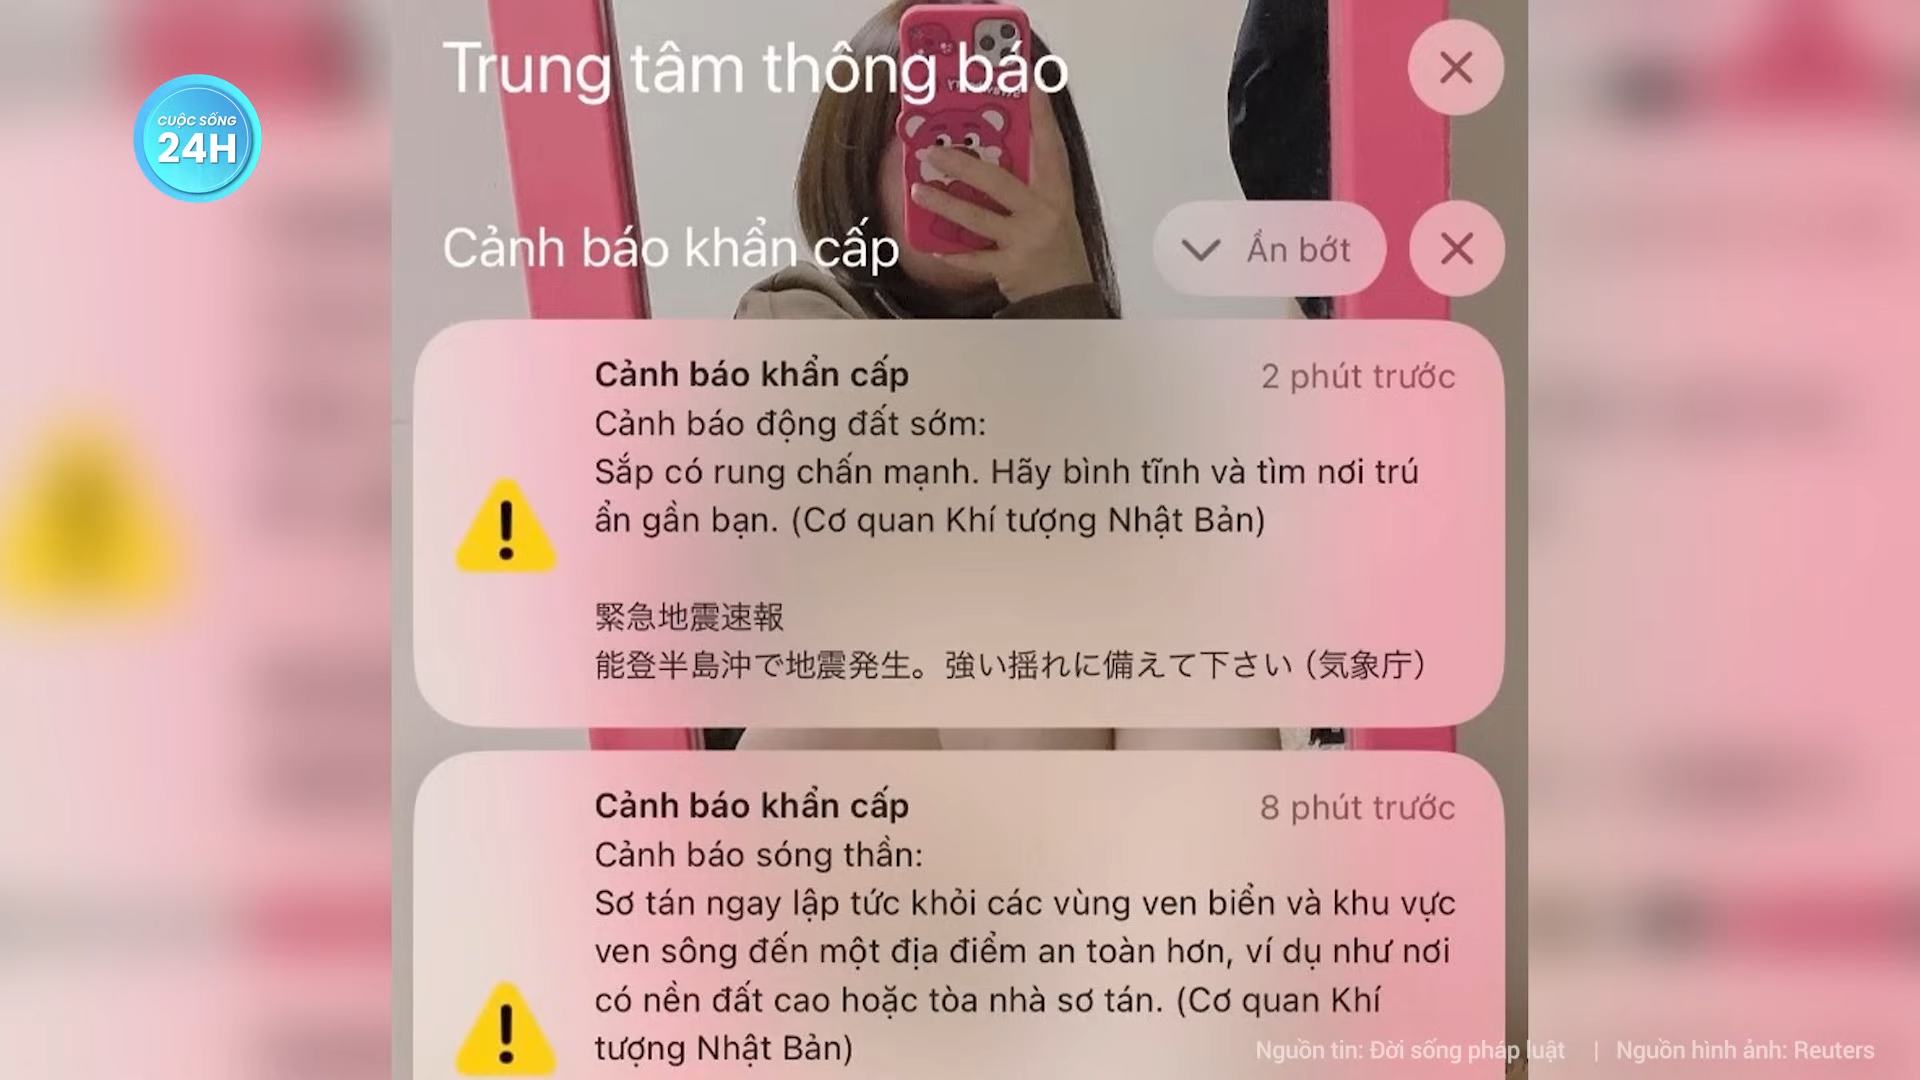 CUỘC SỐNG
24H
Trung tâm thông báo
Cảnh báo khẩn cấp
Ẩn bớt
Cảnh báo khẩn cấp
2 phút trước
Cảnh báo động đất sớm:
Sắp có rung chấn mạnh. Hãy bình tĩnh và tìm nơi trú
ẩn gần bạn. (Cơ quan Khí tượng Nhật Bản)
緊急地震速報
能登半島沖で地震発生。強い揺れに備えて下さい（気象庁）
Cảnh báo khẩn cấp
8 phút trước
Cảnh báo sóng thần:
Sơ tán ngay lập tức khỏi các vùng ven biển và khu vực
ven sông đến một địa điểm an toàn hơn, ví dụ như nơi
có nền đất cao hoặc tòa nhà sơ tán. (Cơ quan Khí
tượng Nhật Bản)
Nguồn tin: Đời sống pháp luật | Nguồn hình ảnh: Reuters